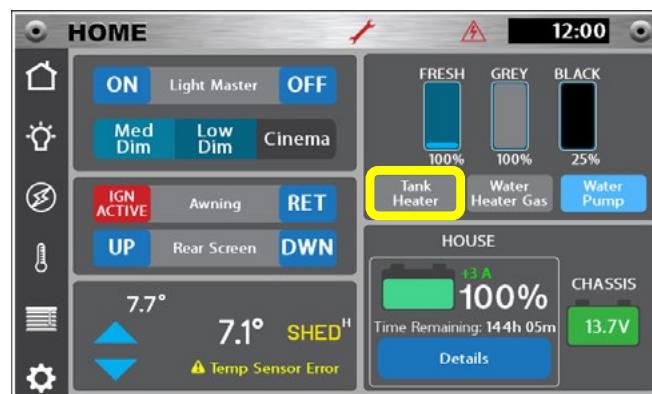 HOME
12:00
ON Light Master OFF
Med Dim
Low Dim
Cinema
IGN ACTIVE Awning RET
UP Rear Screen DWN
7.7°
7.1° SHED H
Temp Sensor Error
FRESH GREY BLACK
100% 100% 25%
Tank Heater
Water Heater Gas
Water Pump
HOUSE
+3 A
100%
Time Remaining: 144h 05m
Details
CHASSIS
13.7V